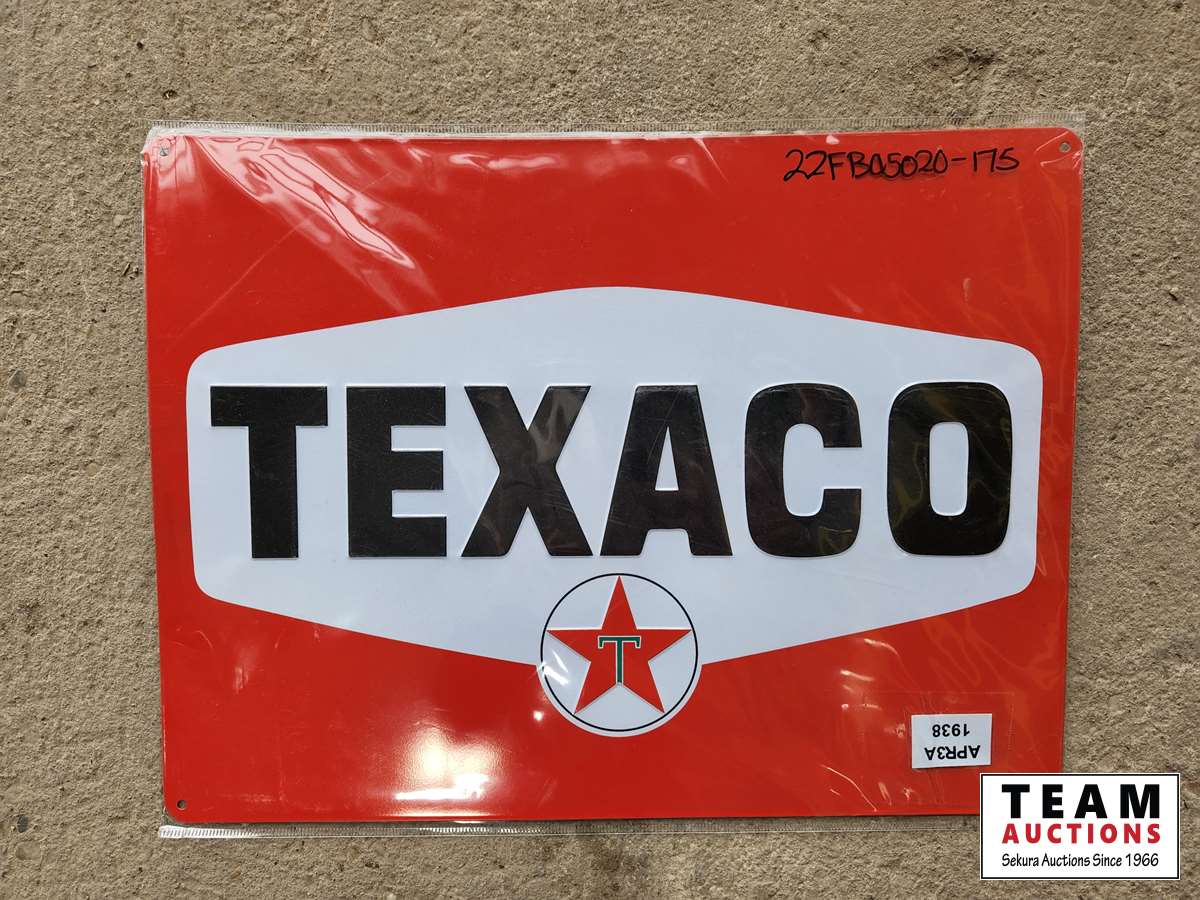 22FB05020-175
TEXACO
T
APR3A
1938
TEAM
AUCTIONS
Sekura Auctions Since 1966